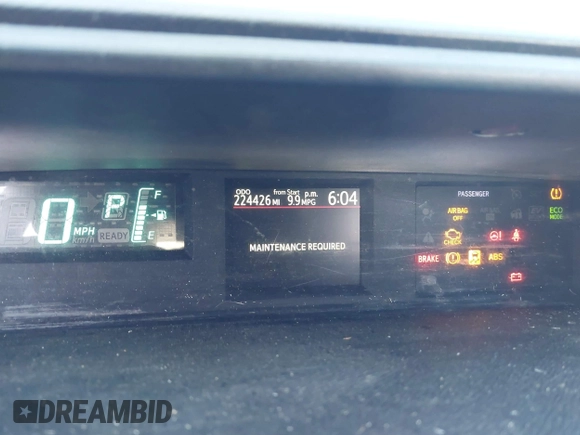 ODO from Start p.m.
224426 MI 9.9 MPG 6:04
MAINTENANCE REQUIRED
0 MPH
km/h
P
READY
F
E
PASSENGER
AIR BAG
OFF
ECO
MODE
CHECK
BRAKE
ABS
DREAMBID